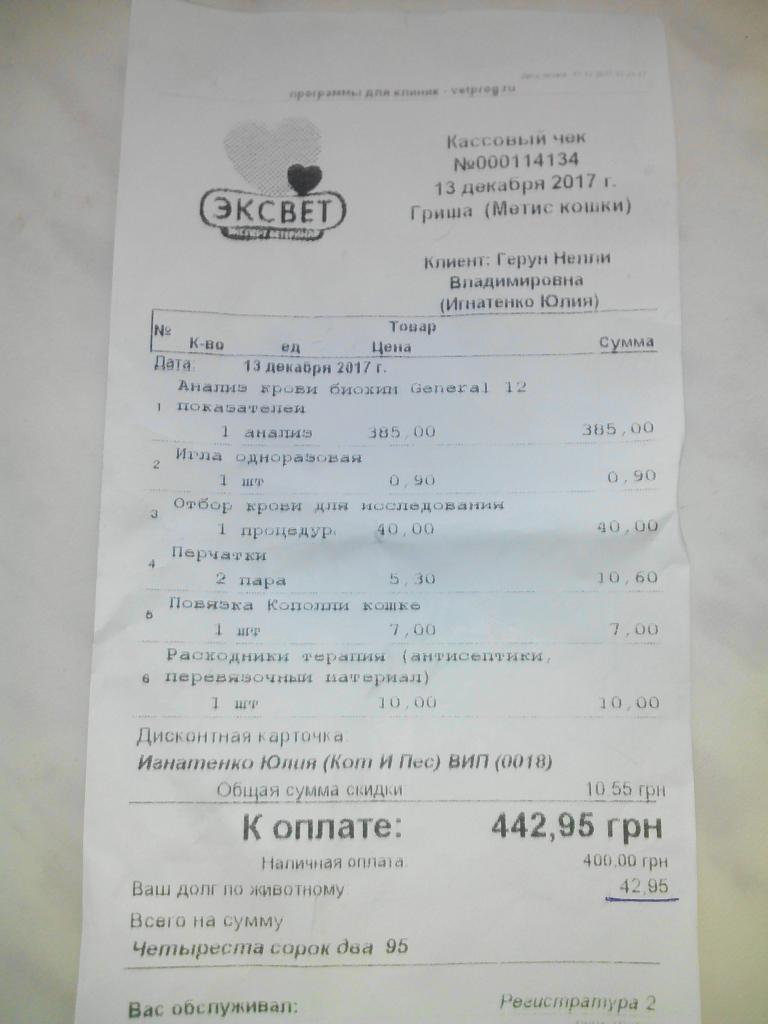 программы для клиник - vetprog.ru
ЭКСВЕТ
Кассовый чек
№000114134
13 декабря 2017 г.
Гриша (Метис кошки)
Клиент: Герун Нелли
Владимировна
(Игнатенко Юлия)
№ Товар
К-во ед Цена Сумма
Дата: 13 декабря 2017 г.
Анализ крови биохим General 12
1 показателей
1 анализ 385,00 385,00
2 Игла одноразовая
1 шт 0,90 0,90
3 Отбор крови для исследования
1 процедур. 40,00 40,00
4 Перчатки
2 пара 5,30 10,60
5 Повязка Кополли кошке
1 шт 7,00 7,00
Расходники терапия (антисептики,
6 перевязочный материал)
1 шт 10,00 10,00
Дисконтная карточка:
Игнатенко Юлия (Кот И Пес) ВИП (0018)
Общая сумма скидки 10.55 грн
К оплате: 442,95 грн
Наличная оплата: 400,00 грн
Ваш долг по животному: 42,95
Всего на сумму
Четыреста сорок два 95
Вас обслуживал: Регистратура 2